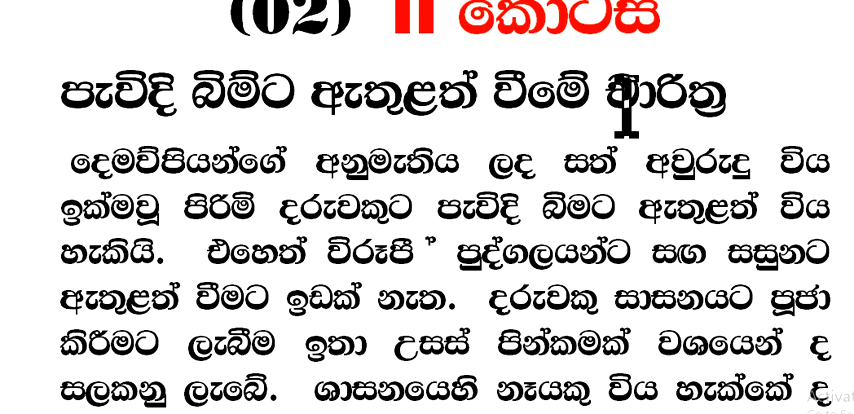 (02) II කොටස
පැවිදි බිම්ට ඇතුළත් වීමේ චාරිත්‍ර
දෙමව්පියන්ගේ අනුමැතිය ලද සත් අවුරුදු විය
ඉක්මවූ පිරිමි දරුවකුට පැවිදි බිමට ඇතුළත් විය
හැකියි. එහෙත් විරූපී පුද්ගලයන්ට සඟ සසුනට
ඇතුළත් වීමට ඉඩක් නැත. දරුවකු සාසනයට පූජා
කිරීමට ලැබීම ඉතා උසස් පින්කමක් වශයෙන් ද
සලකනු ලැබේ. ශාසනයෙහි නෑයකු විය හැක්කේ ද